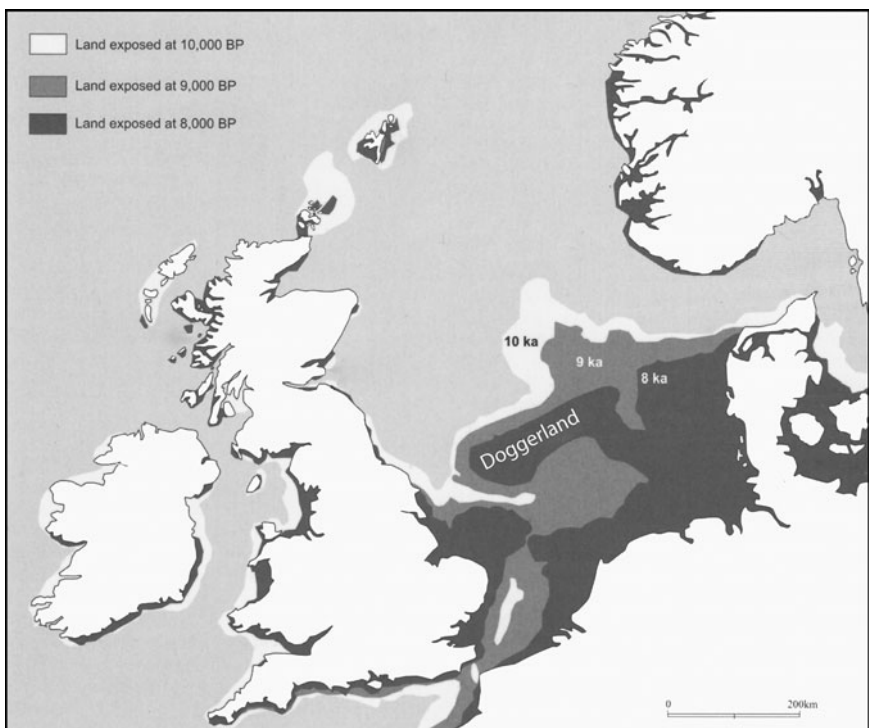 Land exposed at 10,000 BP
Land exposed at 9,000 BP
Land exposed at 8,000 BP
10 ka
9 ka
8 ka
Doggerland
0
200km